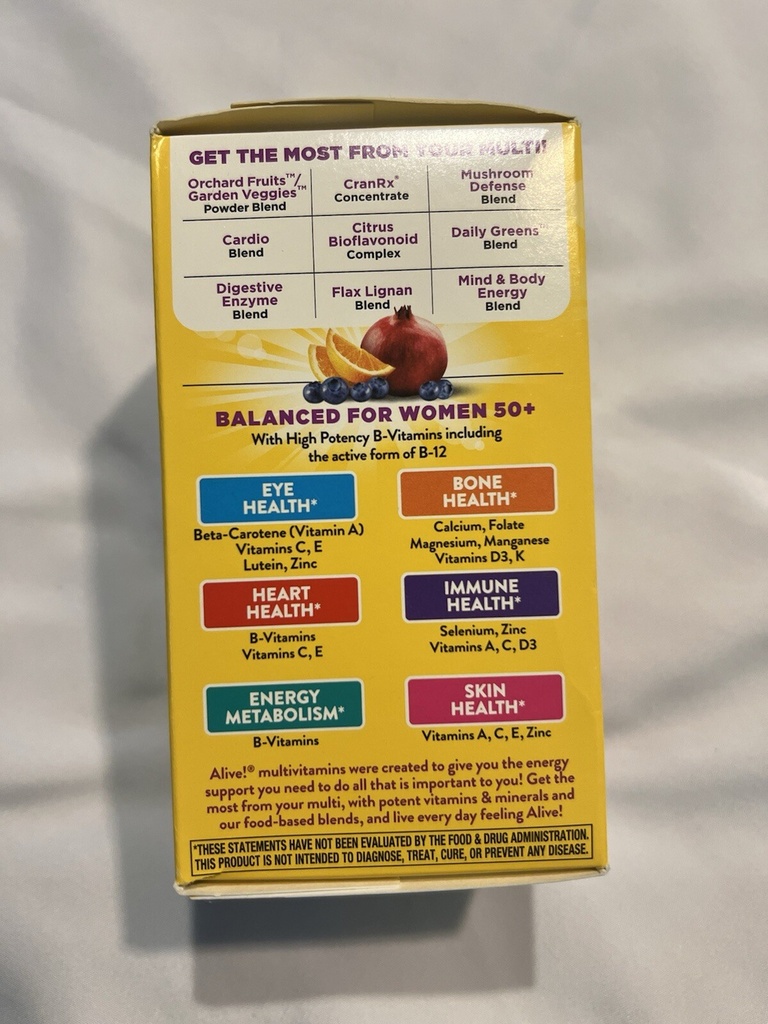 GET THE MOST FROM YOUR MULTI!
Orchard Fruits™/
Garden Veggies™
Powder Blend
CranRx®
Concentrate
Mushroom
Defense
Blend
Cardio
Blend
Citrus
Bioflavonoid
Complex
Daily Greens™
Blend
Digestive
Enzyme
Blend
Flax Lignan
Blend
Mind & Body
Energy
Blend
BALANCED FOR WOMEN 50+
With High Potency B-Vitamins including
the active form of B-12
EYE
HEALTH*
Beta-Carotene (Vitamin A)
Vitamins C, E
Lutein, Zinc
BONE
HEALTH*
Calcium, Folate
Magnesium, Manganese
Vitamins D3, K
HEART
HEALTH*
B-Vitamins
Vitamins C, E
IMMUNE
HEALTH*
Selenium, Zinc
Vitamins A, C, D3
ENERGY
METABOLISM*
B-Vitamins
SKIN
HEALTH*
Vitamins A, C, E, Zinc
Alive!® multivitamins were created to give you the energy
support you need to do all that is important to you! Get the
most from your multi, with potent vitamins & minerals and
our food-based blends, and live every day feeling Alive!
*THESE STATEMENTS HAVE NOT BEEN EVALUATED BY THE FOOD & DRUG ADMINISTRATION.
THIS PRODUCT IS NOT INTENDED TO DIAGNOSE, TREAT, CURE, OR PREVENT ANY DISEASE.